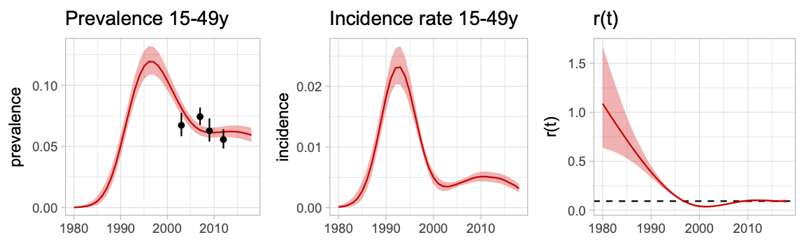 Prevalence 15-49y
prevalence
0.10
0.05
0.00
1980 1990 2000 2010
Incidence rate 15-49y
incidence
0.02
0.01
0.00
1980 1990 2000 2010
r(t)
r(t)
1.5
1.0
0.5
0.0
1980 1990 2000 2010